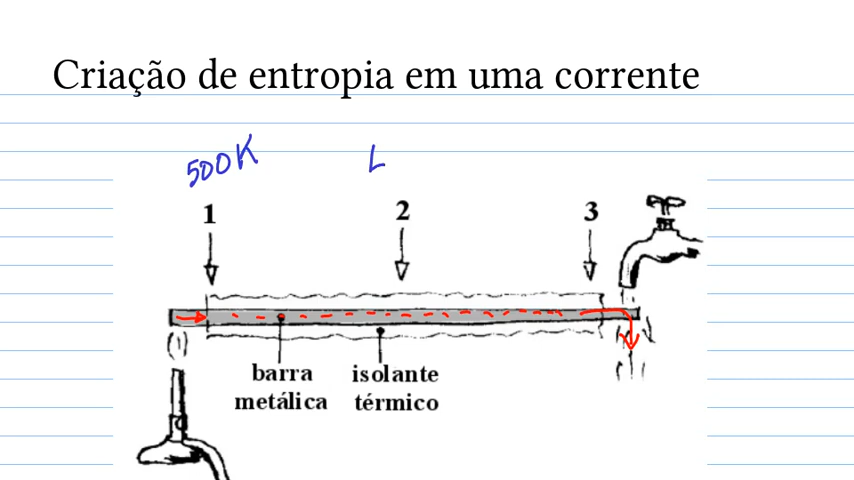 Criação de entropia em uma corrente
500K
1 2 3
barra isolante
metálica térmico